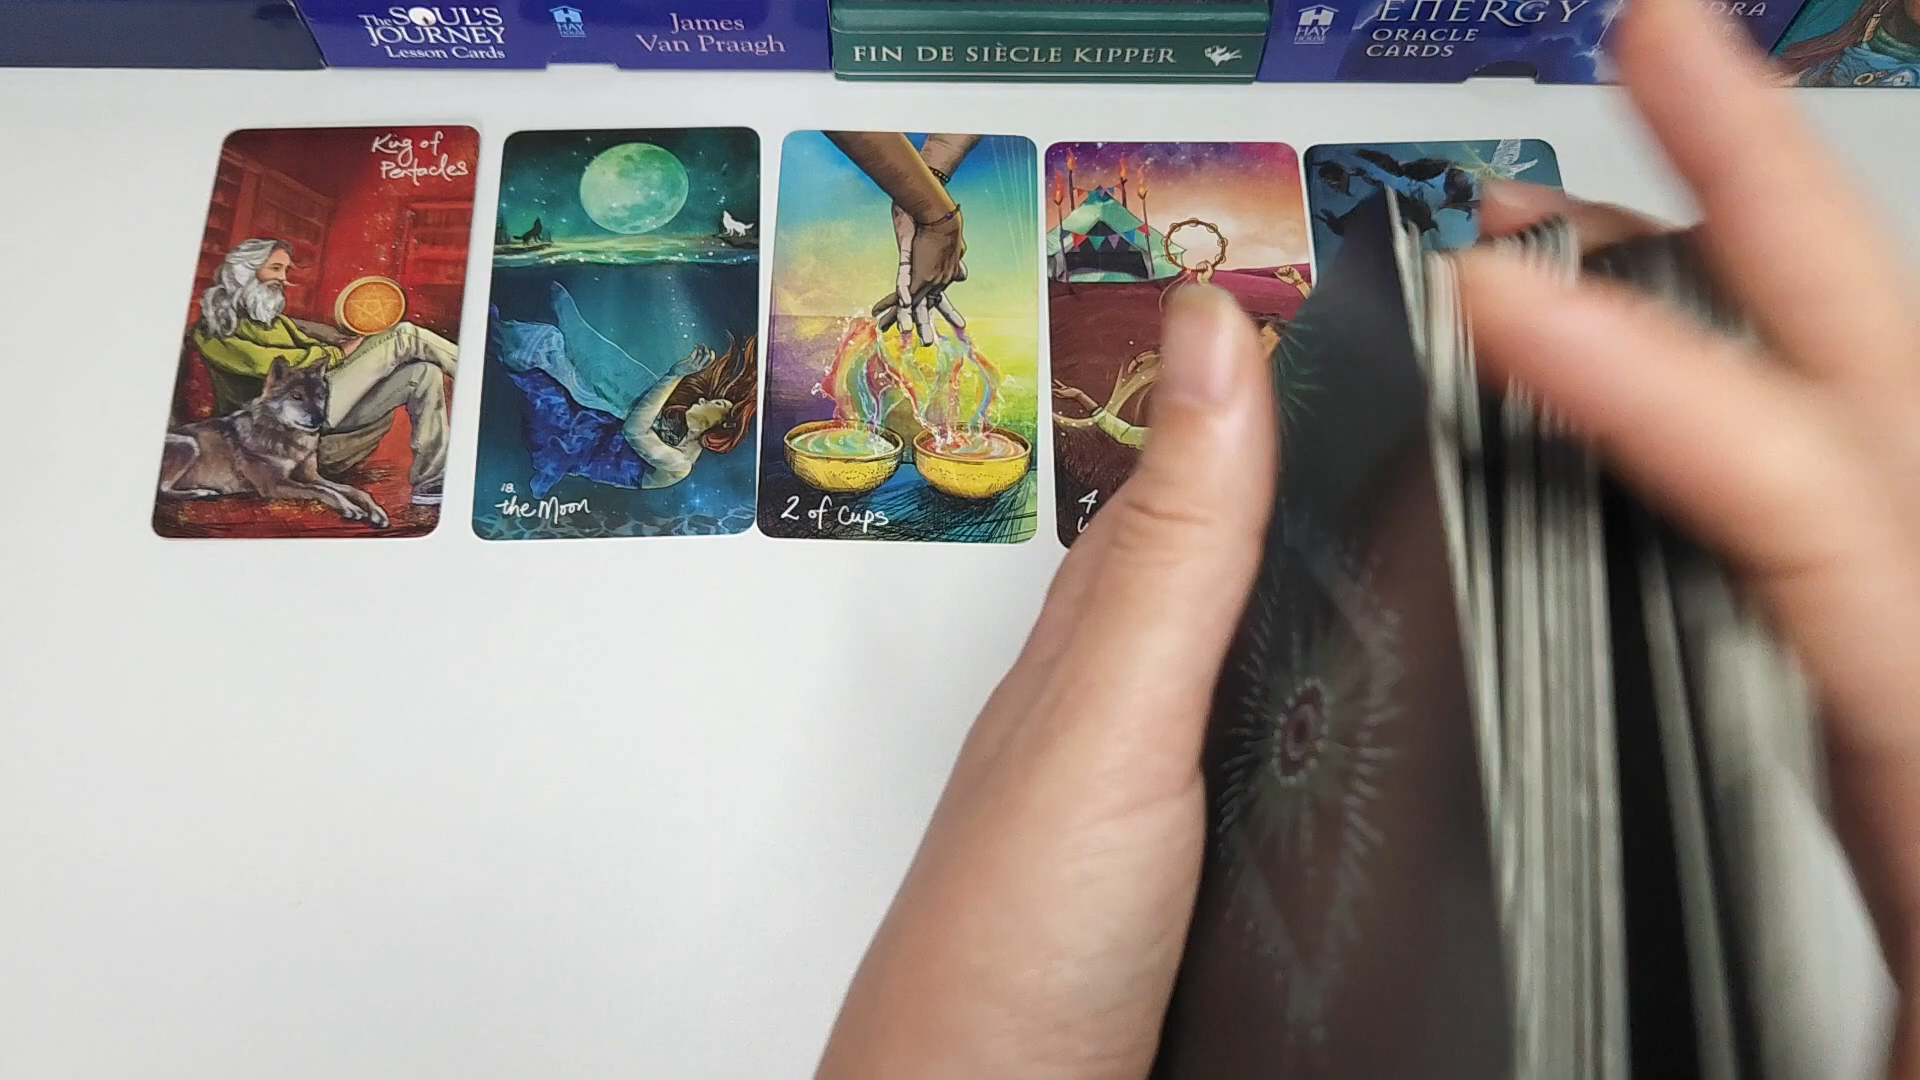 The SOUL'S
JOURNEY
Lesson Cards
HAY
HOUSE
James
Van Praagh
FIN DE SIÈCLE KIPPER
HAY
HOUSE
ENERGY
ORACLE
CARDS
King of
Pentacles
18.
the Moon
2 of Cups
4